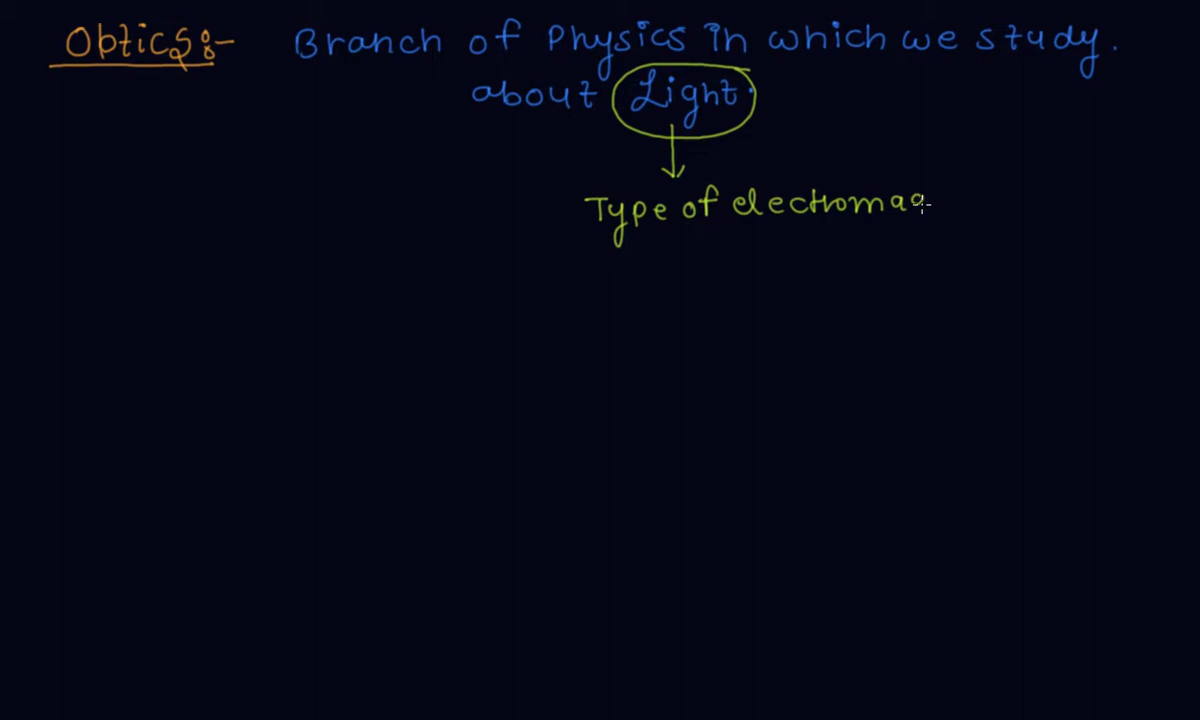 Optics:- Branch of Physics in which we study.
about Light.
Type of electromag